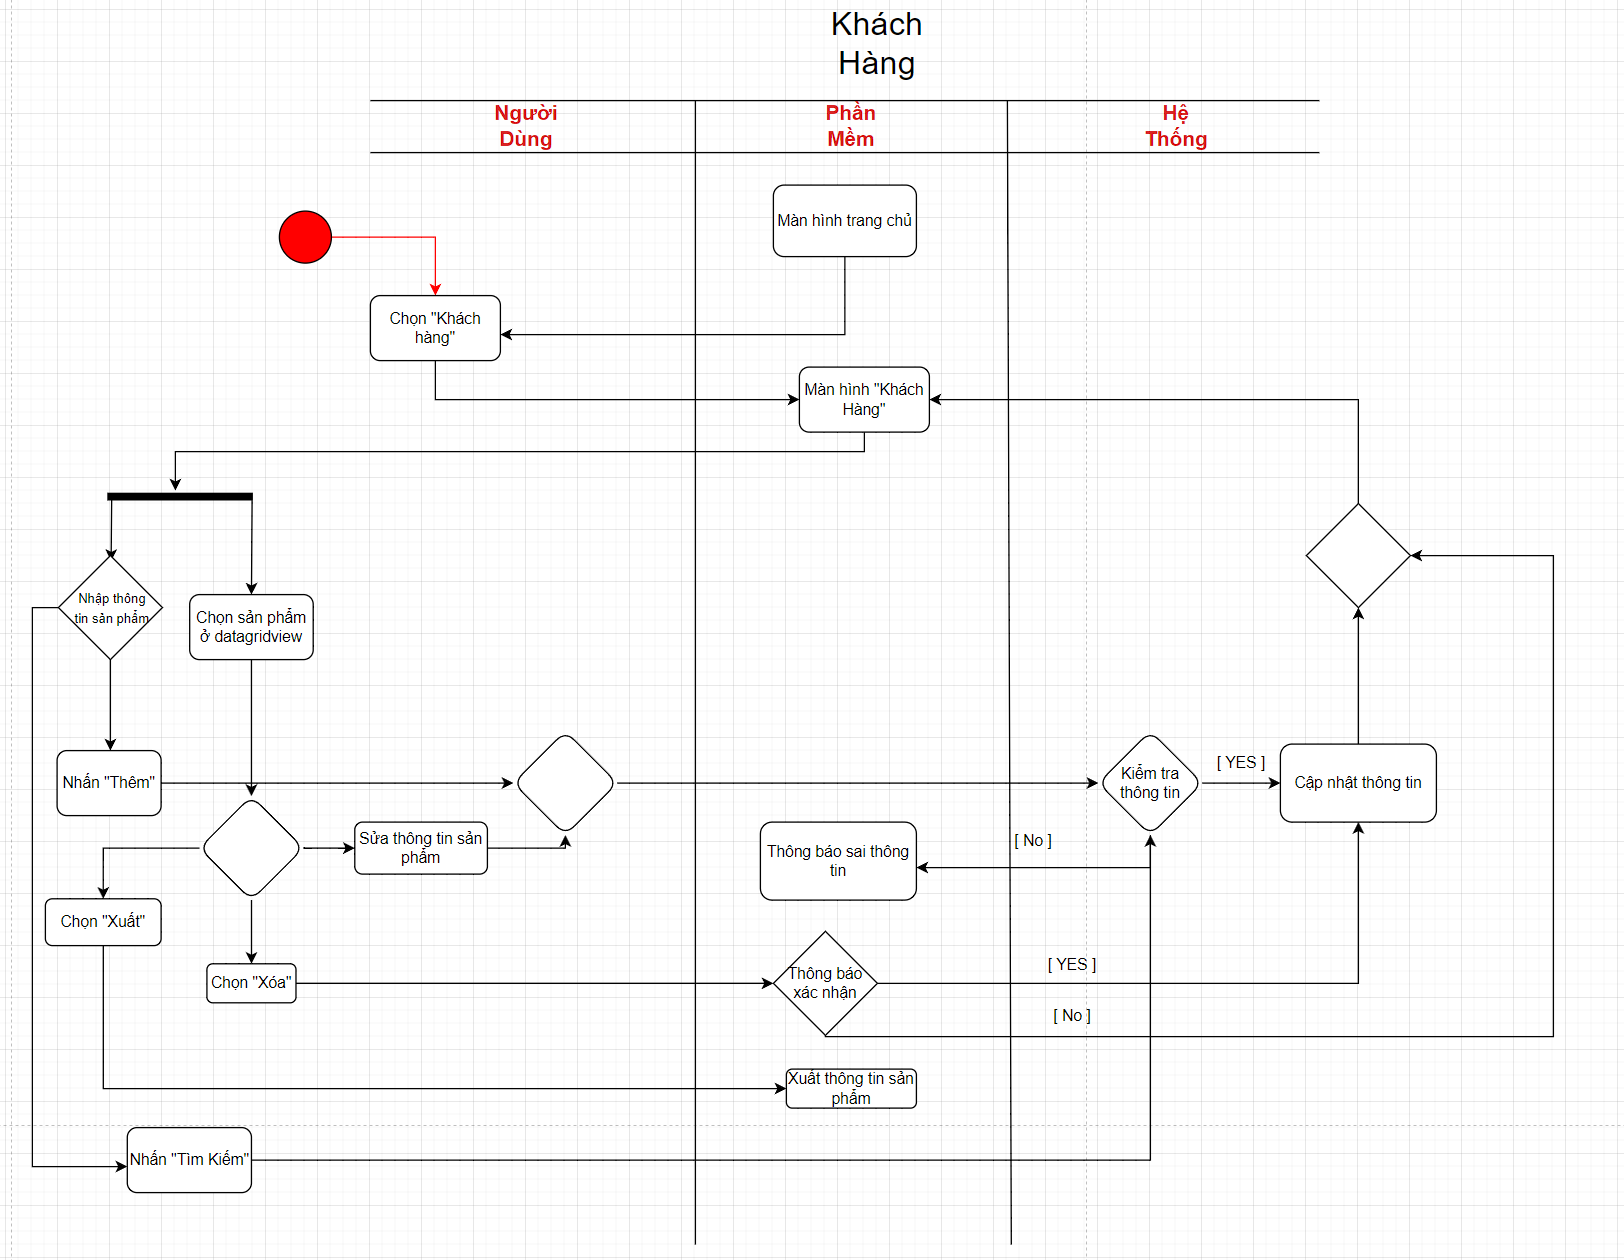 Khách
Hàng
Người
Dùng
Phần
Mềm
Hệ
Thống
Màn hình trang chủ
Chọn "Khách
hàng"
Màn hình "Khách
Hàng"
Nhập thông
tin sản phẩm
Chọn sản phẩm
ở datagridview
Nhấn "Thêm"
Kiểm tra
thông tin
[ YES ]
Cập nhật thông tin
Sửa thông tin sản
phẩm
Thông báo sai thông
tin
[ No ]
Chọn "Xuất"
Chọn "Xóa"
Thông báo
xác nhận
[ YES ]
[ No ]
Xuất thông tin sản
phẩm
Nhấn "Tìm Kiếm"